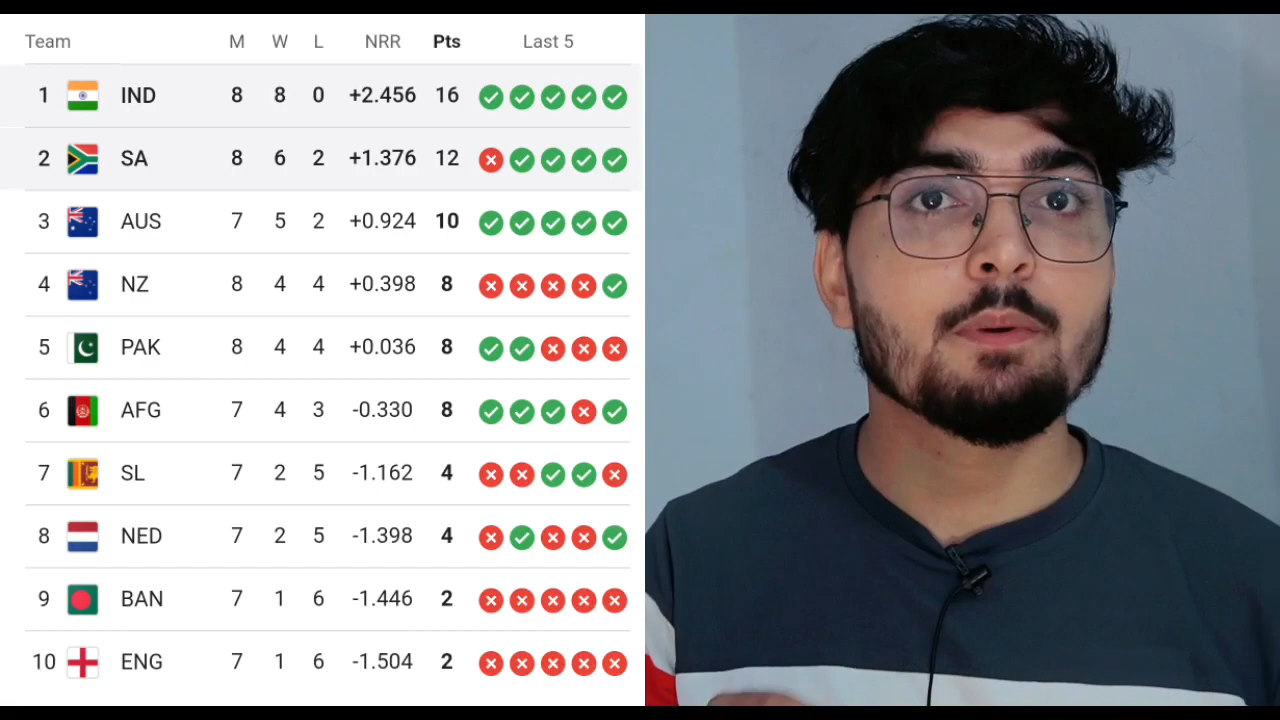 Team M W L NRR Pts Last 5
1 IND 8 8 0 +2.456 16
2 SA 8 6 2 +1.376 12
3 AUS 7 5 2 +0.924 10
4 NZ 8 4 4 +0.398 8
5 PAK 8 4 4 +0.036 8
6 AFG 7 4 3 -0.330 8
7 SL 7 2 5 -1.162 4
8 NED 7 2 5 -1.398 4
9 BAN 7 1 6 -1.446 2
10 ENG 7 1 6 -1.504 2